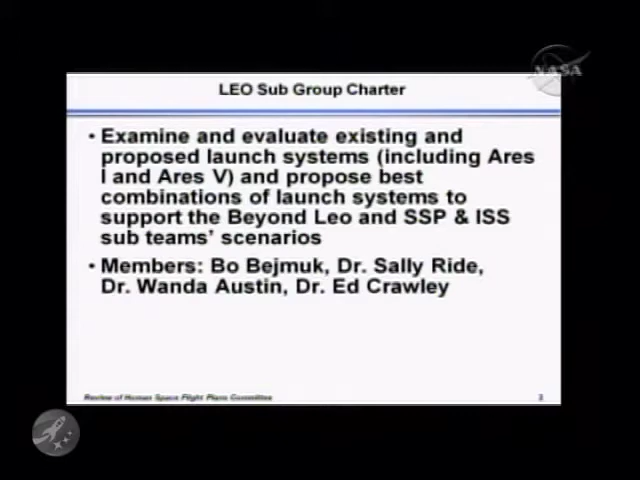 NASA
LEO Sub Group Charter
• Examine and evaluate existing and
proposed launch systems (including Ares
I and Ares V) and propose best
combinations of launch systems to
support the Beyond Leo and SSP & ISS
sub teams’ scenarios
• Members: Bo Bejmuk, Dr. Sally Ride,
Dr. Wanda Austin, Dr. Ed Crawley
Review of Human Space Flight Plans Committee